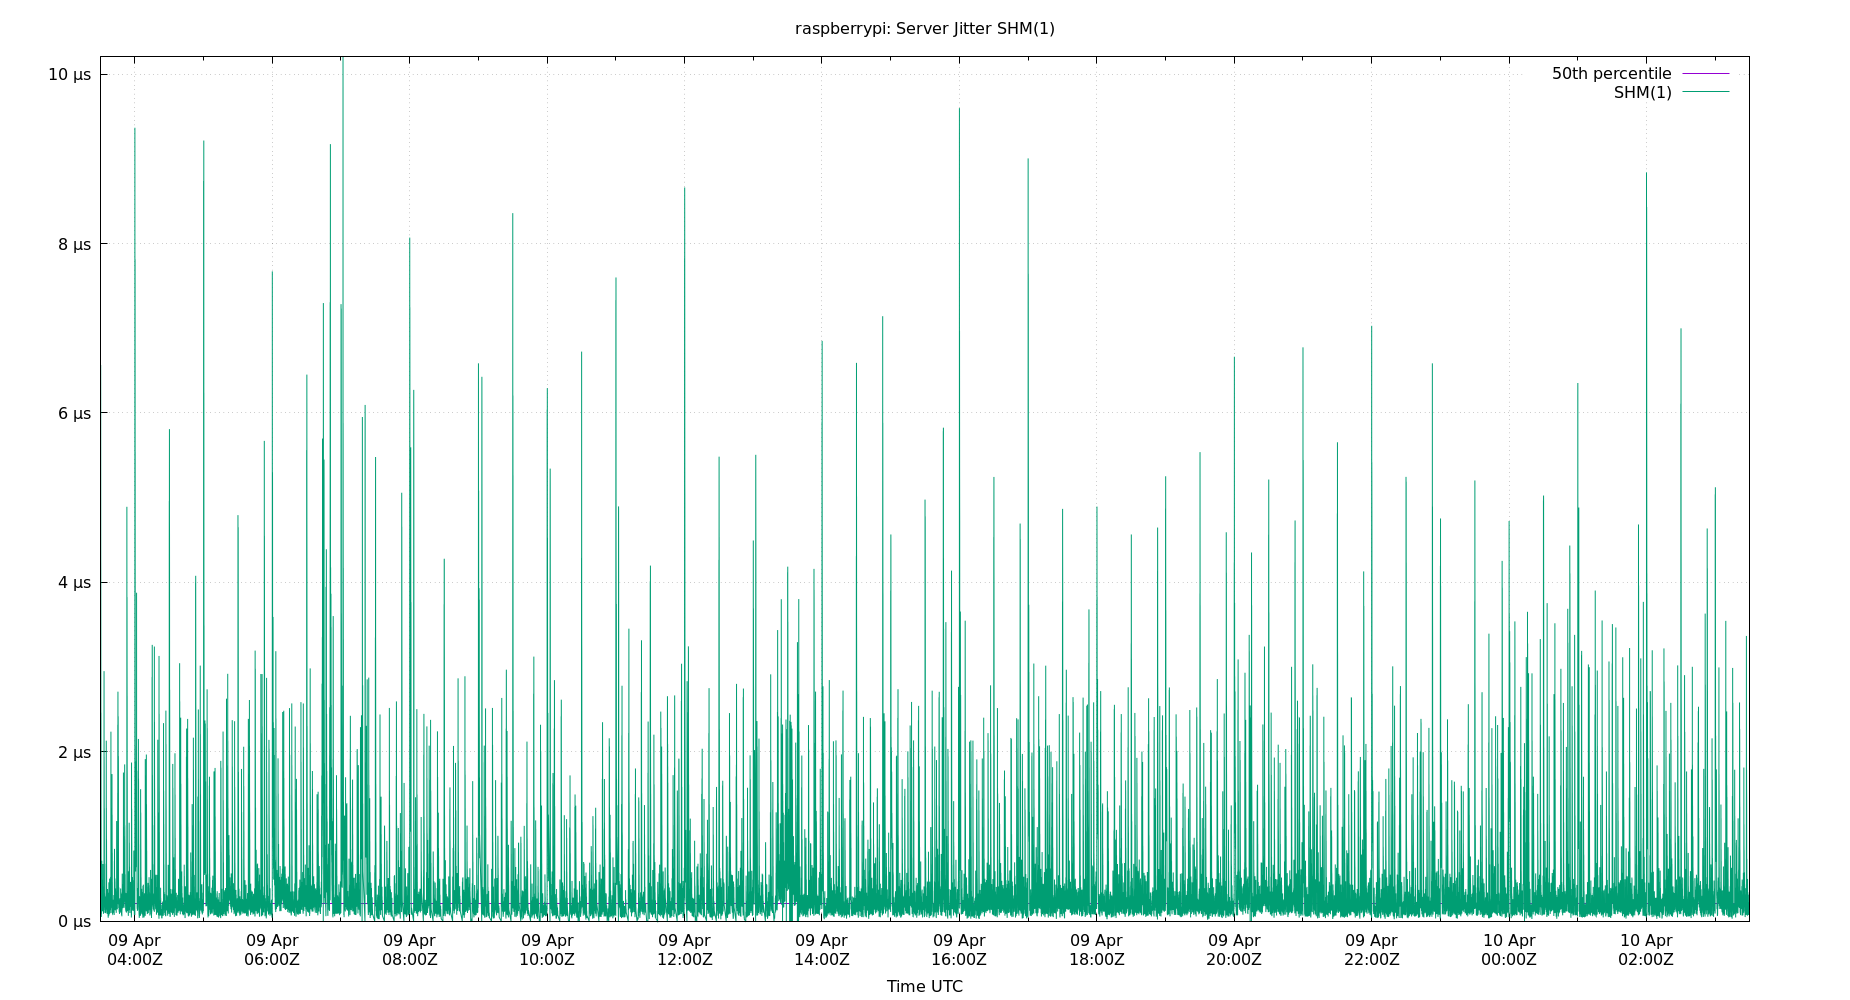 raspberrypi: Server Jitter SHM(1)
50th percentile
SHM(1)
10 µs
8 µs
6 µs
4 µs
2 µs
0 µs
09 Apr 09 Apr 09 Apr 09 Apr 09 Apr 09 Apr 09 Apr 09 Apr 09 Apr 09 Apr 10 Apr 10 Apr
04:00Z 06:00Z 08:00Z 10:00Z 12:00Z 14:00Z 16:00Z 18:00Z 20:00Z 22:00Z 00:00Z 02:00Z
Time UTC